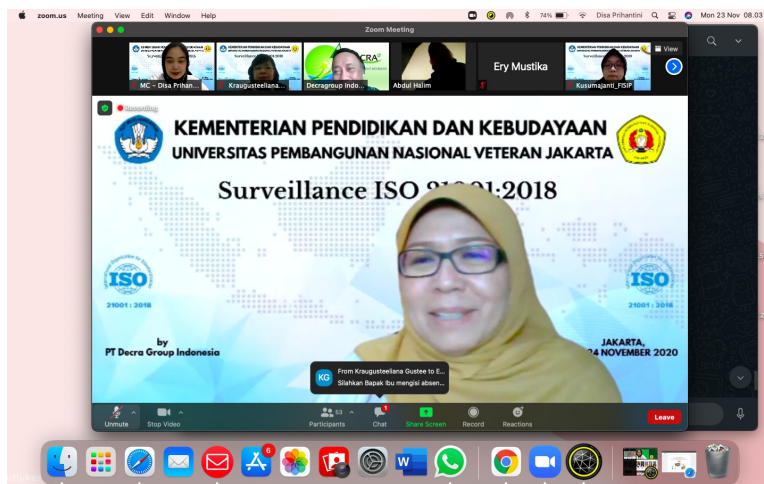 zoom.us Meeting View Edit Window Help
74% Disa Prihantini Mon 23 Nov 08.03
Zoom Meeting
View
MC - Disa Prihan...
Kraugusteeliana...
Decragroup Indo...
Abdul Halim
Ery Mustika
Kusumajanti_FISIP
Recording
KEMENTERIAN PENDIDIKAN DAN KEBUDAYAAN
UNIVERSITAS PEMBANGUNAN NASIONAL VETERAN JAKARTA
Surveillance ISO 21001:2018
ISO
21001 : 2018
ISO
21001 : 2018
by
PT Decra Group Indonesia
JAKARTA,
24 NOVEMBER 2020
KG
From Kraugusteeliana Gustee to E...
Silahkan Bapak Ibu mengisi absen...
Unmute
Stop Video
53
Participants
1
Chat
Share Screen
Record
Reactions
Leave
6
W